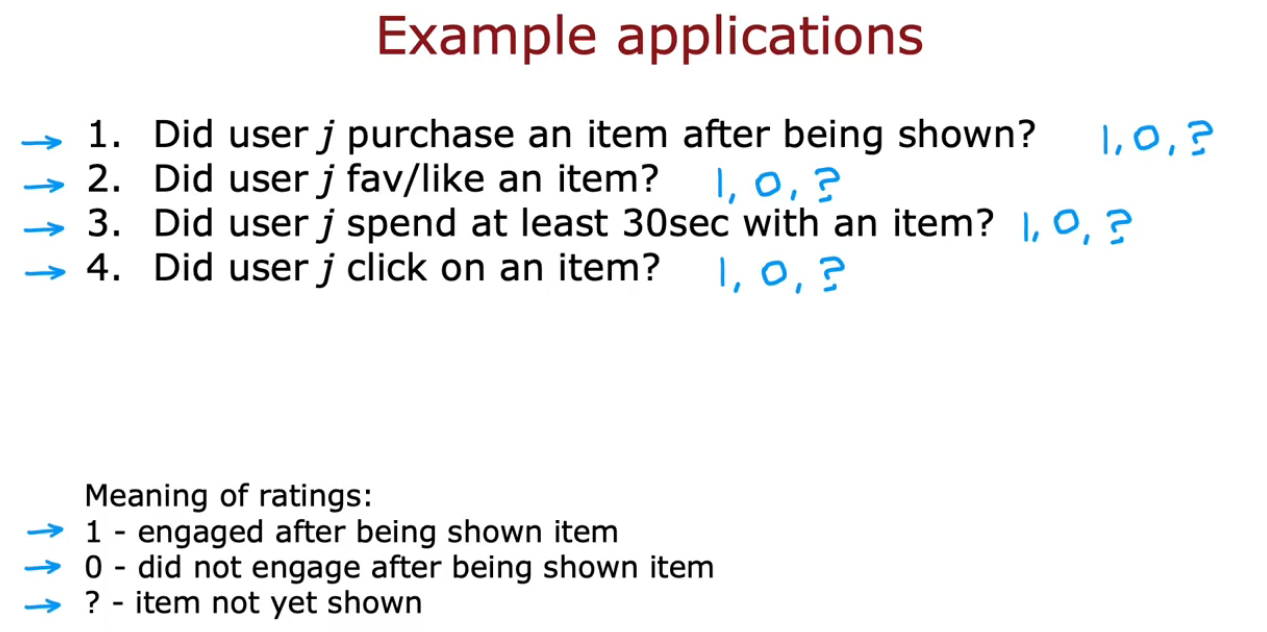 Example applications
→ 1. Did user j purchase an item after being shown? 1, 0, ?
→ 2. Did user j fav/like an item? 1, 0, ?
→ 3. Did user j spend at least 30sec with an item? 1, 0, ?
→ 4. Did user j click on an item? 1, 0, ?
Meaning of ratings:
→ 1 - engaged after being shown item
→ 0 - did not engage after being shown item
→ ? - item not yet shown